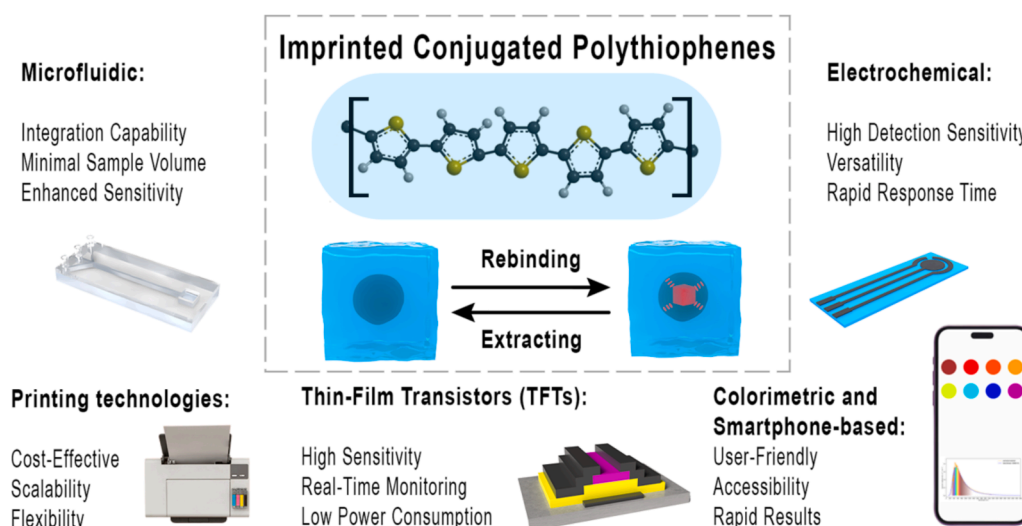 Imprinted Conjugated Polythiophenes
Microfluidic:
Integration Capability
Minimal Sample Volume
Enhanced Sensitivity
Electrochemical:
High Detection Sensitivity
Versatility
Rapid Response Time
Rebinding
Extracting
Printing technologies:
Cost-Effective
Scalability
Flexibility
Thin-Film Transistors (TFTs):
High Sensitivity
Real-Time Monitoring
Low Power Consumption
Colorimetric and
Smartphone-based:
User-Friendly
Accessibility
Rapid Results